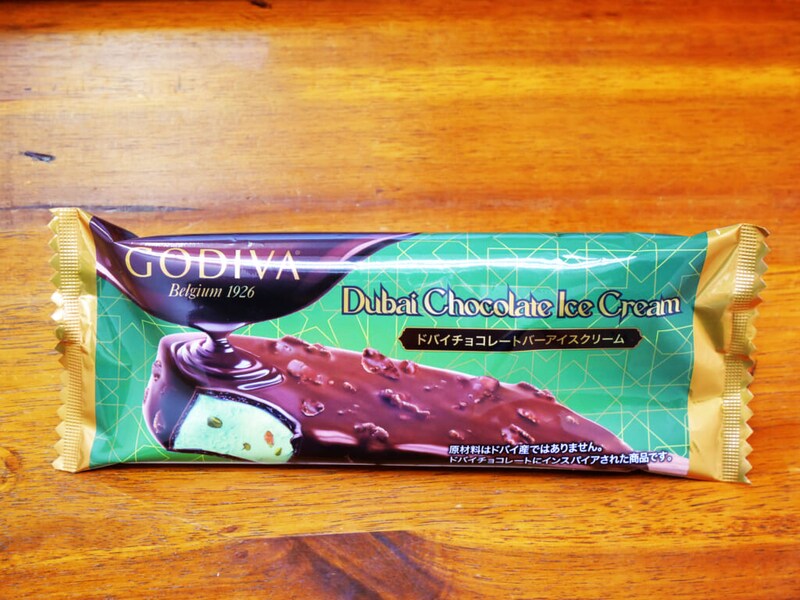 GODIVA
Belgium 1926
Dubai Chocolate Ice Cream
ドバイチョコレートバーアイスクリーム
原材料はドバイ産ではありません。
ドバイチョコレートにインスパイアされた商品です。